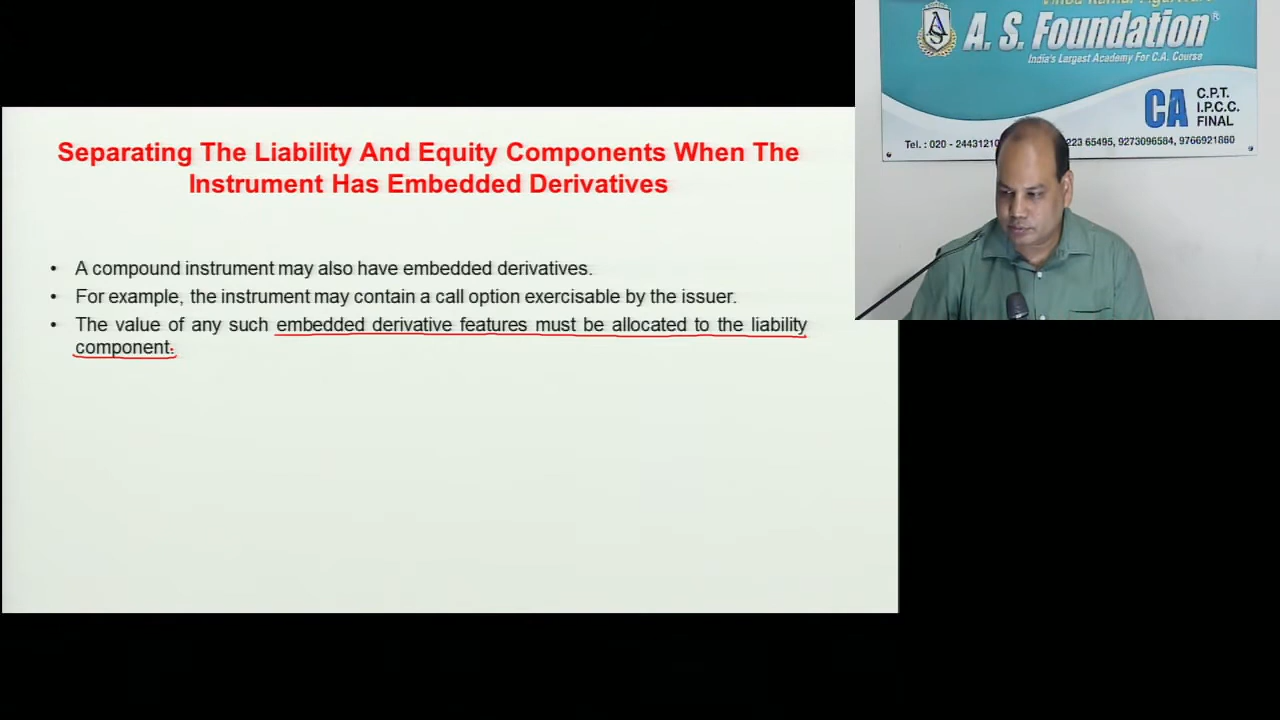 A. S. Foundation®
India's Largest Academy For C.A. Course
CA
C.P.T.
I.P.C.C.
FINAL
Tel. : 020 - 24431210 223 65495, 9273096584, 9766921860
Separating The Liability And Equity Components When The
Instrument Has Embedded Derivatives
• A compound instrument may also have embedded derivatives.
• For example, the instrument may contain a call option exercisable by the issuer.
• The value of any such embedded derivative features must be allocated to the liability
component.